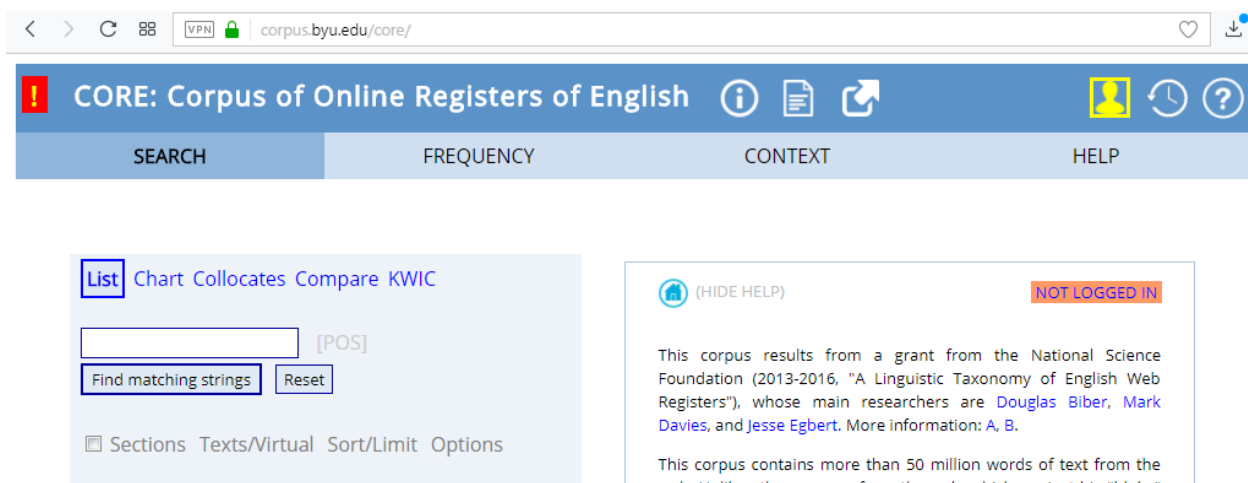 VPN corpus.byu.edu/core/
! CORE: Corpus of Online Registers of English
SEARCH FREQUENCY CONTEXT HELP
List Chart Collocates Compare KWIC
[POS]
Find matching strings Reset
Sections Texts/Virtual Sort/Limit Options
(HIDE HELP) NOT LOGGED IN
This corpus results from a grant from the National Science
Foundation (2013-2016, "A Linguistic Taxonomy of English Web
Registers"), whose main researchers are Douglas Biber, Mark
Davies, and Jesse Egbert. More information: A, B.
This corpus contains more than 50 million words of text from the